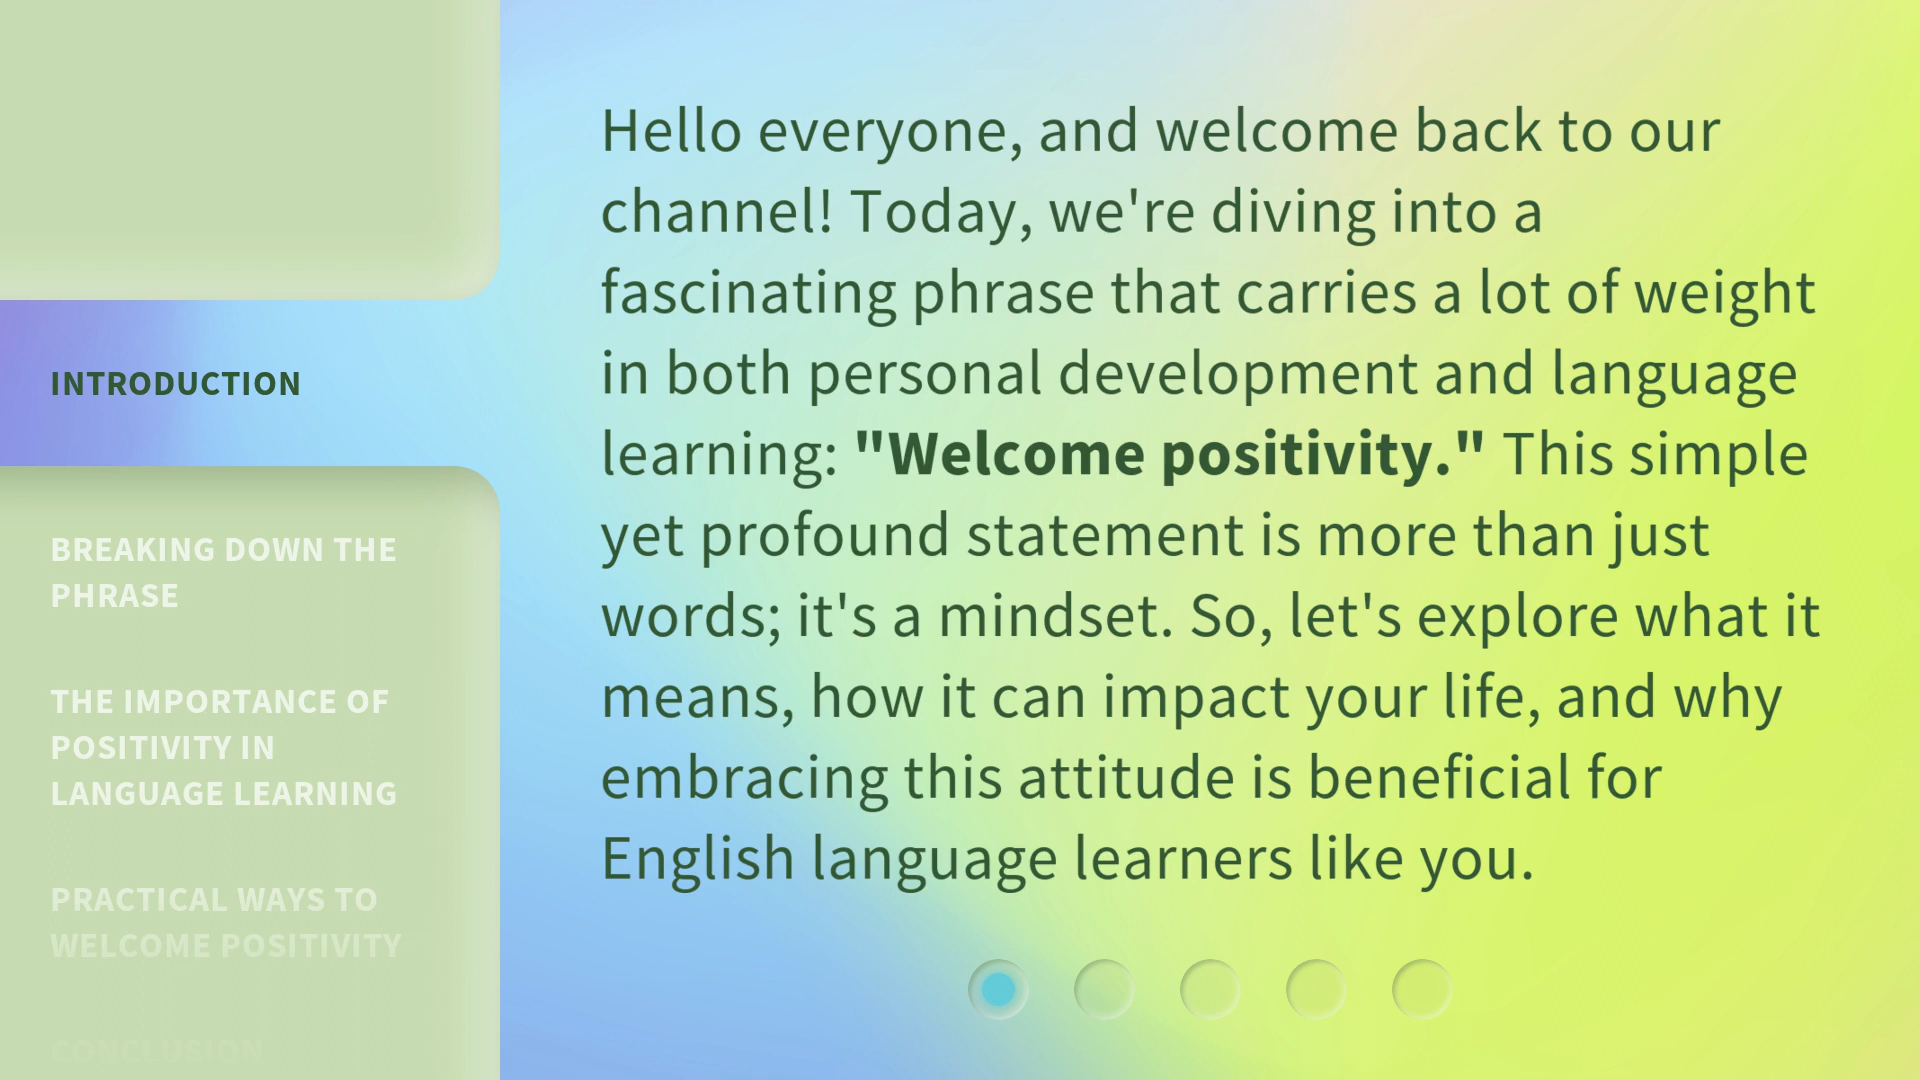 INTRODUCTION
BREAKING DOWN THE
PHRASE
THE IMPORTANCE OF
POSITIVITY IN
LANGUAGE LEARNING
PRACTICAL WAYS TO
WELCOME POSITIVITY
CONCLUSION
Hello everyone, and welcome back to our
channel! Today, we're diving into a
fascinating phrase that carries a lot of weight
in both personal development and language
learning: "Welcome positivity." This simple
yet profound statement is more than just
words; it's a mindset. So, let's explore what it
means, how it can impact your life, and why
embracing this attitude is beneficial for
English language learners like you.